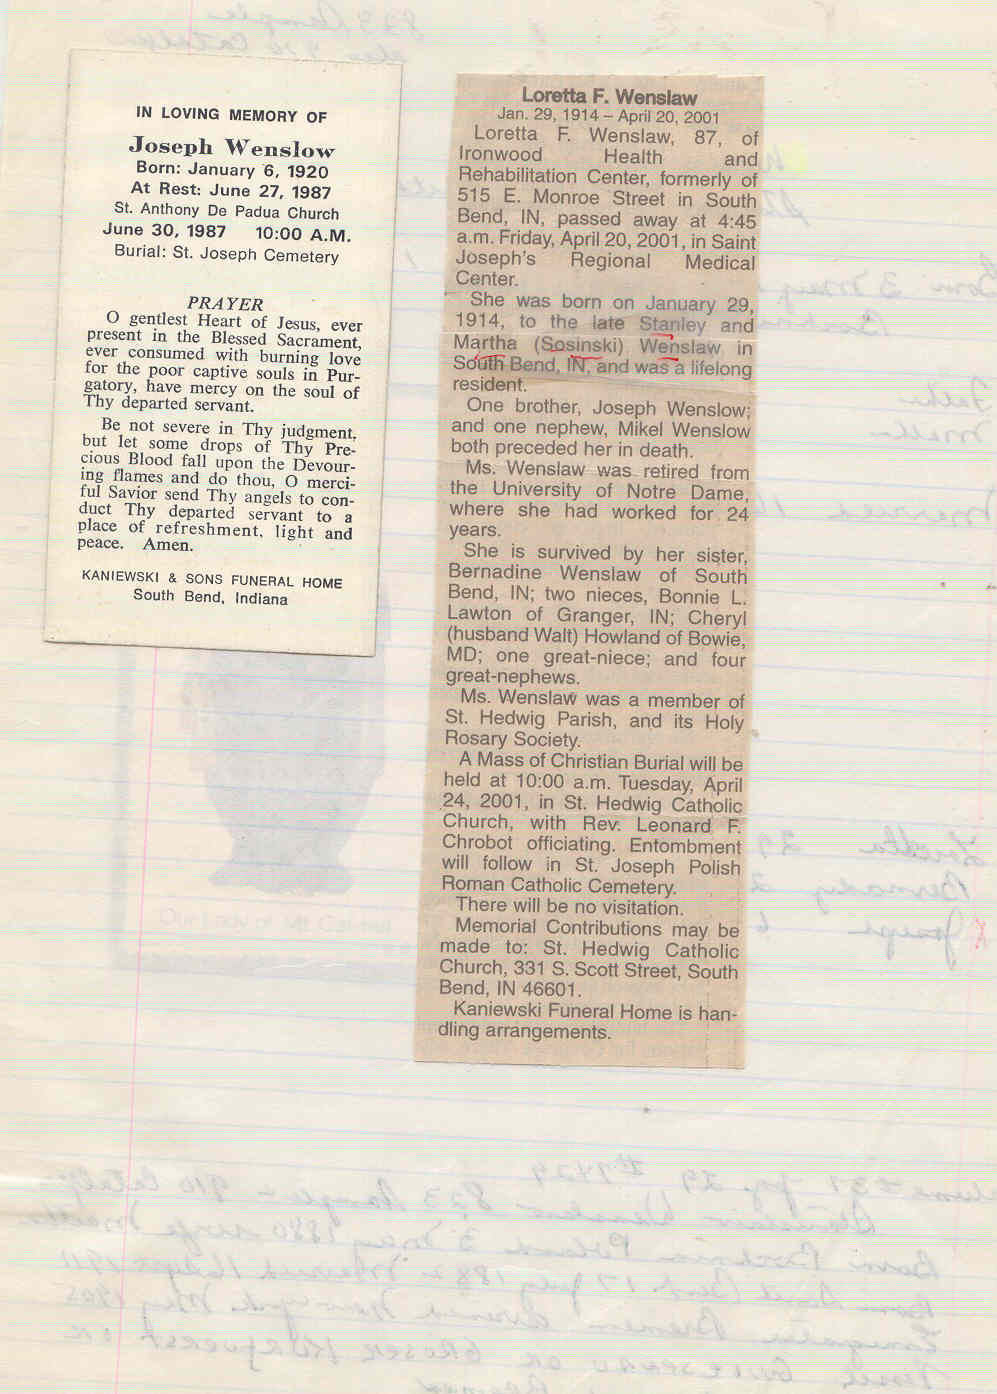 IN LOVING MEMORY OF
Joseph Wenslow
Born: January 6, 1920
At Rest: June 27, 1987
St. Anthony De Padua Church
June 30, 1987 10:00 A.M.
Burial: St. Joseph Cemetery
PRAYER
O gentlest Heart of Jesus, ever
present in the Blessed Sacrament,
ever consumed with burning love
for the poor captive souls in Pur-
gatory, have mercy on the soul of
Thy departed servant.
Be not severe in Thy judgment,
but let some drops of Thy Pre-
cious Blood fall upon the Devour-
ing flames and do thou, O merci-
ful Savior send Thy angels to con-
duct Thy departed servant to a
place of refreshment, light and
peace. Amen.
KANIEWSKI & SONS FUNERAL HOME
South Bend, Indiana
Loretta F. Wenslaw
Jan. 29, 1914 – April 20, 2001
Loretta F. Wenslaw, 87, of
Ironwood Health and
Rehabilitation Center, formerly of
515 E. Monroe Street in South
Bend, IN, passed away at 4:45
a.m. Friday, April 20, 2001, in Saint
Joseph's Regional Medical
Center.
She was born on January 29,
1914, to the late Stanley and
Martha (Sosinski) Wenslaw in
South Bend, IN, and was a lifelong
resident.
One brother, Joseph Wenslow;
and one nephew, Mikel Wenslow
both preceded her in death.
Ms. Wenslaw was retired from
the University of Notre Dame,
where she had worked for 24
years.
She is survived by her sister,
Bernadine Wenslaw of South
Bend, IN; two nieces, Bonnie L.
Lawton of Granger, IN; Cheryl
(husband Walt) Howland of Bowie,
MD; one great-niece; and four
great-nephews.
Ms. Wenslaw was a member of
St. Hedwig Parish, and its Holy
Rosary Society.
A Mass of Christian Burial will be
held at 10:00 a.m. Tuesday, April
24, 2001, in St. Hedwig Catholic
Church, with Rev. Leonard F.
Chrobot officiating. Entombment
will follow in St. Joseph Polish
Roman Catholic Cemetery.
There will be no visitation.
Memorial Contributions may be
made to: St. Hedwig Catholic
Church, 331 S. Scott Street, South
Bend, IN 46601.
Kaniewski Funeral Home is han-
dling arrangements.
Our Lady of Mt. Carmel